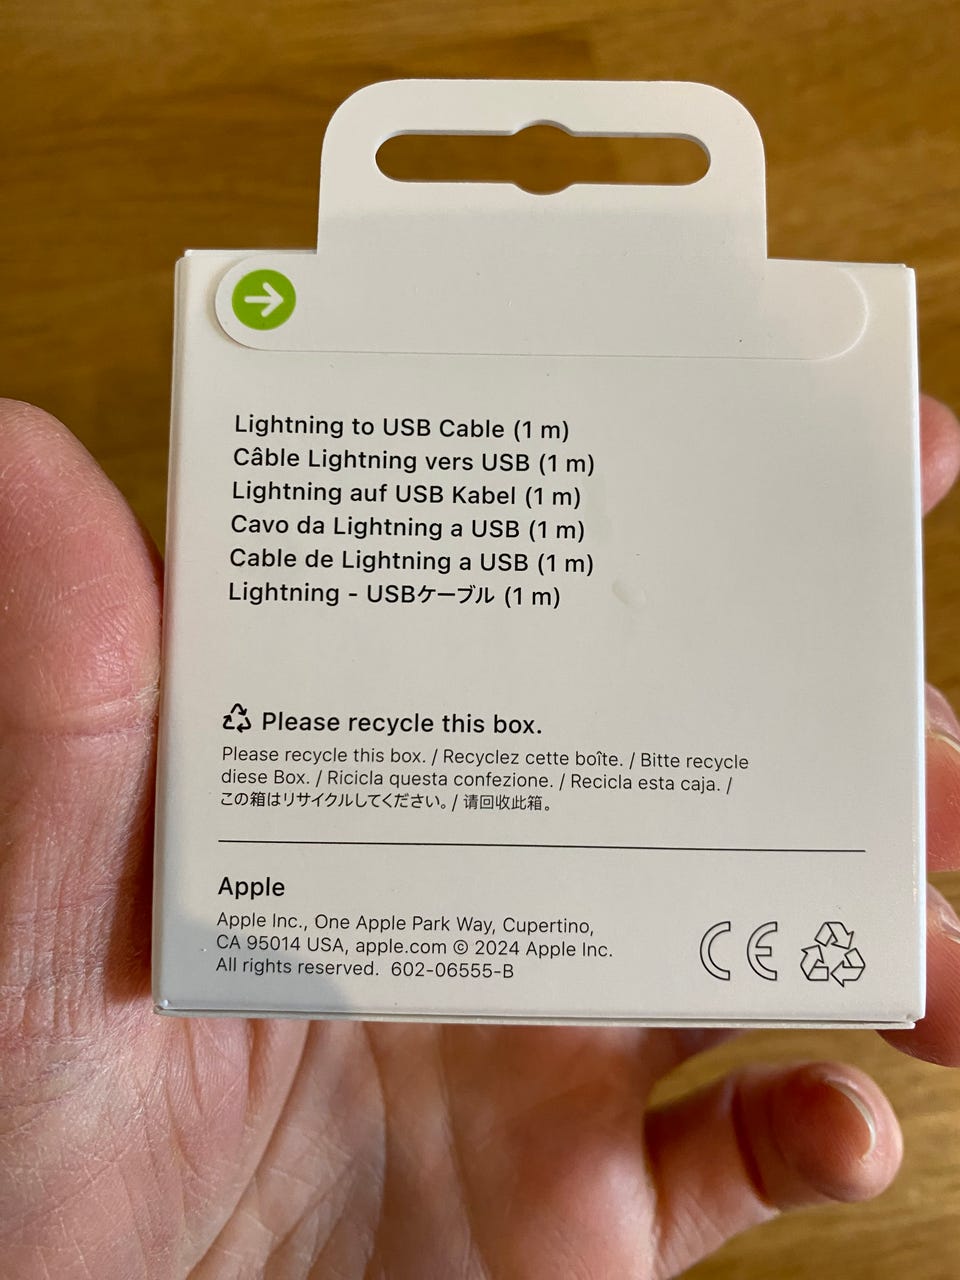 Lightning to USB Cable (1 m)
Câble Lightning vers USB (1 m)
Lightning auf USB Kabel (1 m)
Cavo da Lightning a USB (1 m)
Cable de Lightning a USB (1 m)
Lightning - USBケーブル (1 m)
Please recycle this box.
Please recycle this box. / Recyclez cette boîte. / Bitte recycle
diese Box. / Ricicla questa confezione. / Recicla esta caja. /
この箱はリサイクルしてください。/ 请回收此箱。
Apple
Apple Inc., One Apple Park Way, Cupertino,
CA 95014 USA, apple.com © 2024 Apple Inc.
All rights reserved. 602-06555-B
CE